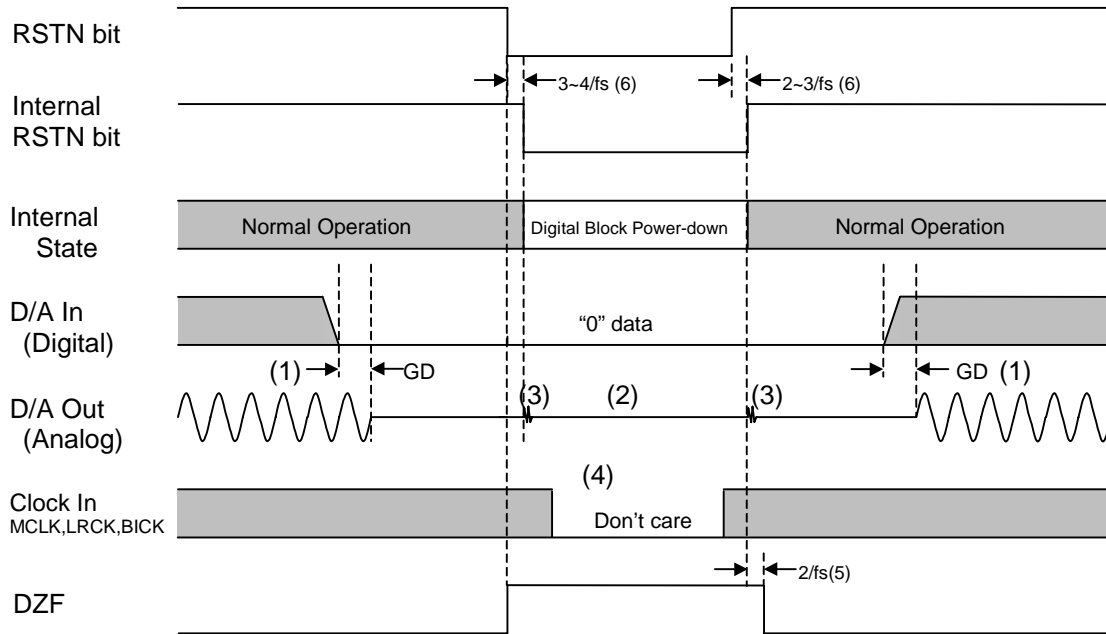 RSTN bit
3~4/fs (6)
2~3/fs (6)
Internal
RSTN bit
Internal
State
Normal Operation
Digital Block Power-down
Normal Operation
D/A In
(Digital)
“0” data
(1)
GD
GD
(1)
D/A Out
(Analog)
(3)
(2)
(3)
(4)
Clock In
MCLK,LRCK,BICK
Don’t care
2/fs(5)
DZF